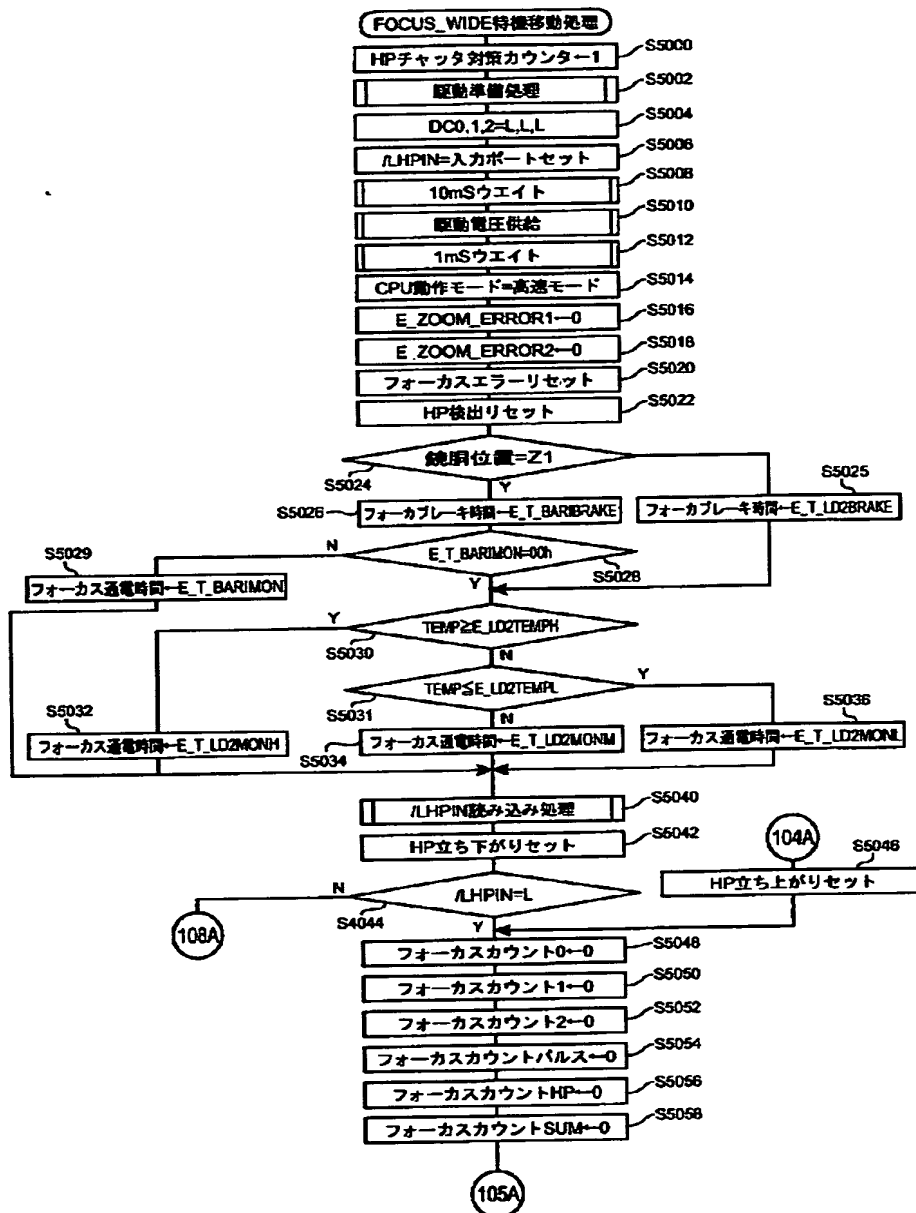 FOCUS_WIDE待機移動処理
HPチャッタ対策カウンター←1
S5000
駆動準備処理
S5002
DC0,1,2=L,L,L
S5004
/LHPIN=入力ポートセット
S5006
10mSウエイト
S5008
駆動電圧供給
S5010
1mSウエイト
S5012
CPU動作モード=高速モード
S5014
E_ZOOM_ERROR1←0
S5016
E_ZOOM_ERROR2←0
S5018
フォーカスエラーリセット
S5020
HP検出リセット
S5022
鏡胴位置=Z1
S5024
Y
S5025
フォーカブレーキ時間←E_T_LD2BRAKE
S5026
フォーカブレーキ時間←E_T_BARIBRAKE
E_T_BARIMON=00h
N
S5028
Y
S5029
フォーカス通電時間←E_T_BARIMON
TEMP≧E_LD2TEMPH
Y
S5030
N
TEMP≦E_LD2TEMPL
Y
S5031
N
S5032
フォーカス通電時間←E_T_LD2MONH
フォーカス通電時間←E_T_LD2MONM
S5034
S5036
フォーカス通電時間←E_T_LD2MONL
/LHPIN読み込み処理
S5040
HP立ち下がりセット
S5042
104A
S5046
HP立ち上がりセット
/LHPIN=L
N
S4044
Y
108A
フォーカスカウント0←0
S5048
フォーカスカウント1←0
S5050
フォーカスカウント2←0
S5052
フォーカスカウントパルス←0
S5054
フォーカスカウントHP←0
S5056
フォーカスカウントSUM←0
S5058
105A